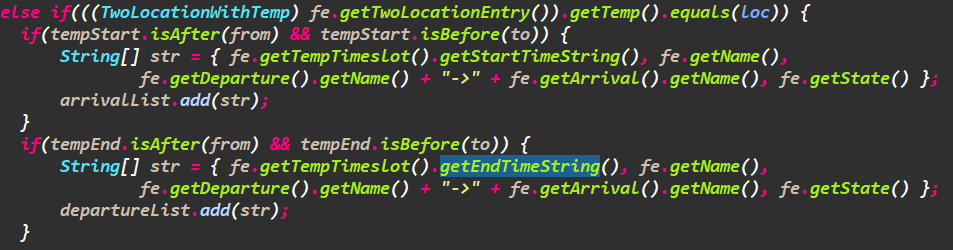 else if(((TwoLocationWithTemp) fe.getTwoLocationEntry()).getTemp().equals(loc)) {
if(tempStart.isAfter(from) && tempStart.isBefore(to)) {
String[] str = { fe.getTempTimeslot().getStartTimeString(), fe.getName(),
fe.getDeparture().getName() + "->" + fe.getArrival().getName(), fe.getState() };
arrivalList.add(str);
}
if(tempEnd.isAfter(from) && tempEnd.isBefore(to)) {
String[] str = { fe.getTempTimeslot().getEndTimeString(), fe.getName(),
fe.getDeparture().getName() + "->" + fe.getArrival().getName(), fe.getState() };
departureList.add(str);
}